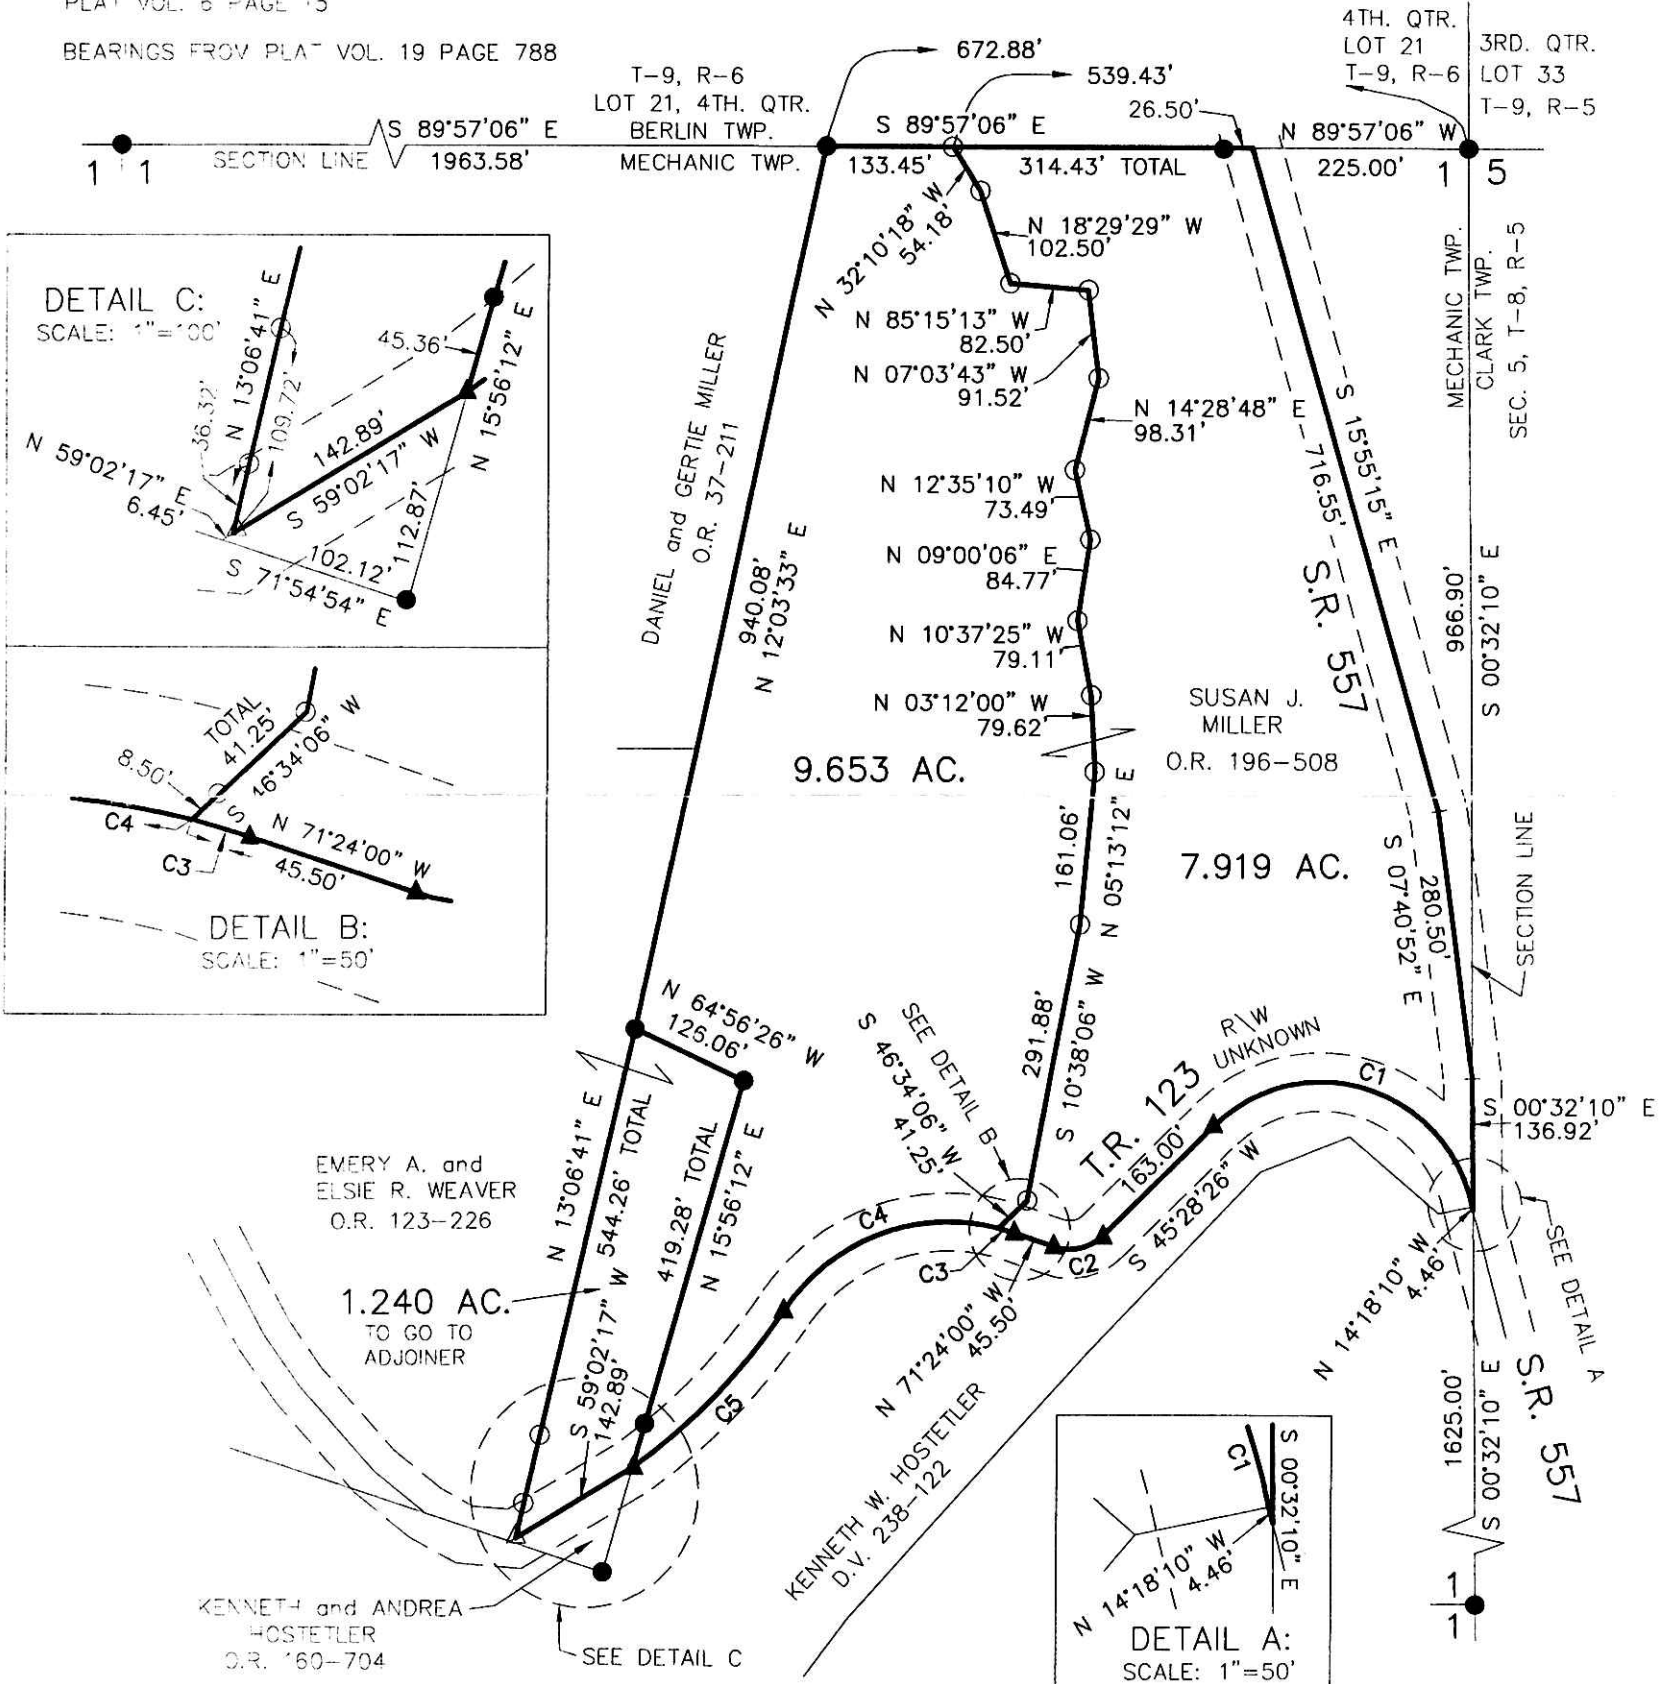 PLAT VOL. 6 PAGE
BEARINGS FROM PLAT VOL. 19 PAGE 788
672.88'
539.43'
26.50'
4TH. QTR.
LOT 21
T-9, R-6
3RD. QTR.
LOT 33
T-9, R-5
T-9, R-6
LOT 21, 4TH. QTR.
BERLIN TWP.
MECHANIC TWP.
S 89°57'06" E
SECTION LINE
1963.58'
1 1
S 89°57'06" E
133.45'
314.43' TOTAL
N 89°57'06" W
225.00'
1 5
MECHANIC TWP.
CLARK TWP.
SEC. 5, T-8, R-5
N 32°10'18" W
54.18'
N 18°29'29" W
102.50'
N 85°15'13" W
82.50'
N 07°03'43" W
91.52'
N 14°28'48" E
98.31'
N 12°35'10" W
73.49'
N 09°00'06" E
84.77'
N 10°37'25" W
79.11'
N 03°12'00" W
79.62'
DETAIL C:
SCALE: 1"=100'
N 13°06'41" E
36.32'
109.72'
45.36'
N 15°56'12" E
142.89'
S 59°02'17" W
N 59°02'17" E
6.45'
112.87'
102.12'
S 71°54'54" E
TOTAL
41.25'
S 46°34'06" W
8.50'
C4
C3
N 71°24'00" W
45.50'
DETAIL B:
SCALE: 1"=50'
DANIEL and GERTIE MILLER
O.R. 37-211
940.08'
N 12°03'33" E
S 15°55'15" E
716.55'
S.R. 557
966.90'
S 00°32'10" E
SUSAN J.
MILLER
O.R. 196-508
9.653 AC.
7.919 AC.
161.06'
N 05°13'12" E
280.50'
S 07°40'52" E
SECTION LINE
N 64°56'26" W
125.06'
291.88'
S 10°38'06" W
SEE DETAIL B
S 46°34'06" W
41.25'
T.R. 123
R\W
UNKNOWN
C1
163.00'
S 45°28'26" W
S 00°32'10" E
136.92'
EMERY A. and
ELSIE R. WEAVER
O.R. 123-226
N 13°06'41" E
544.26' TOTAL
419.28' TOTAL
N 15°56'12" E
1.240 AC.
TO GO TO
ADJOINER
S 59°02'17" W
142.89'
C4
C3
C2
C5
N 71°24'00" W
45.50'
N 14°18'10" W
4.46'
SEE DETAIL A
S.R. 557
1625.00'
S 00°32'10" E
KENNETH W. HOSTETLER
D.V. 238-122
KENNETH and ANDREA
HOSTETLER
O.R. 160-704
SEE DETAIL C
C1
S 00°32'10" E
N 14°18'10" W
4.46'
DETAIL A:
SCALE: 1"=50'
1
1